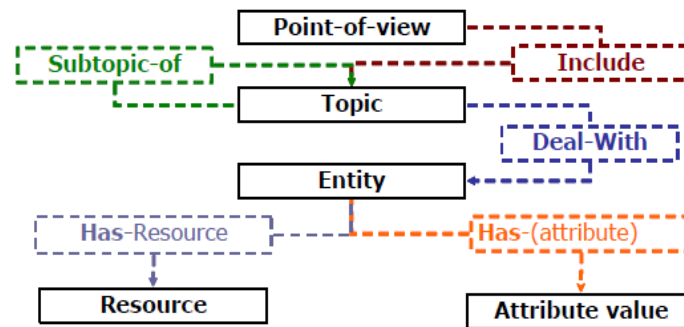 Point-of-view
Subtopic-of
Include
Topic
Deal-With
Entity
Has-Resource
Has-(attribute)
Resource
Attribute value